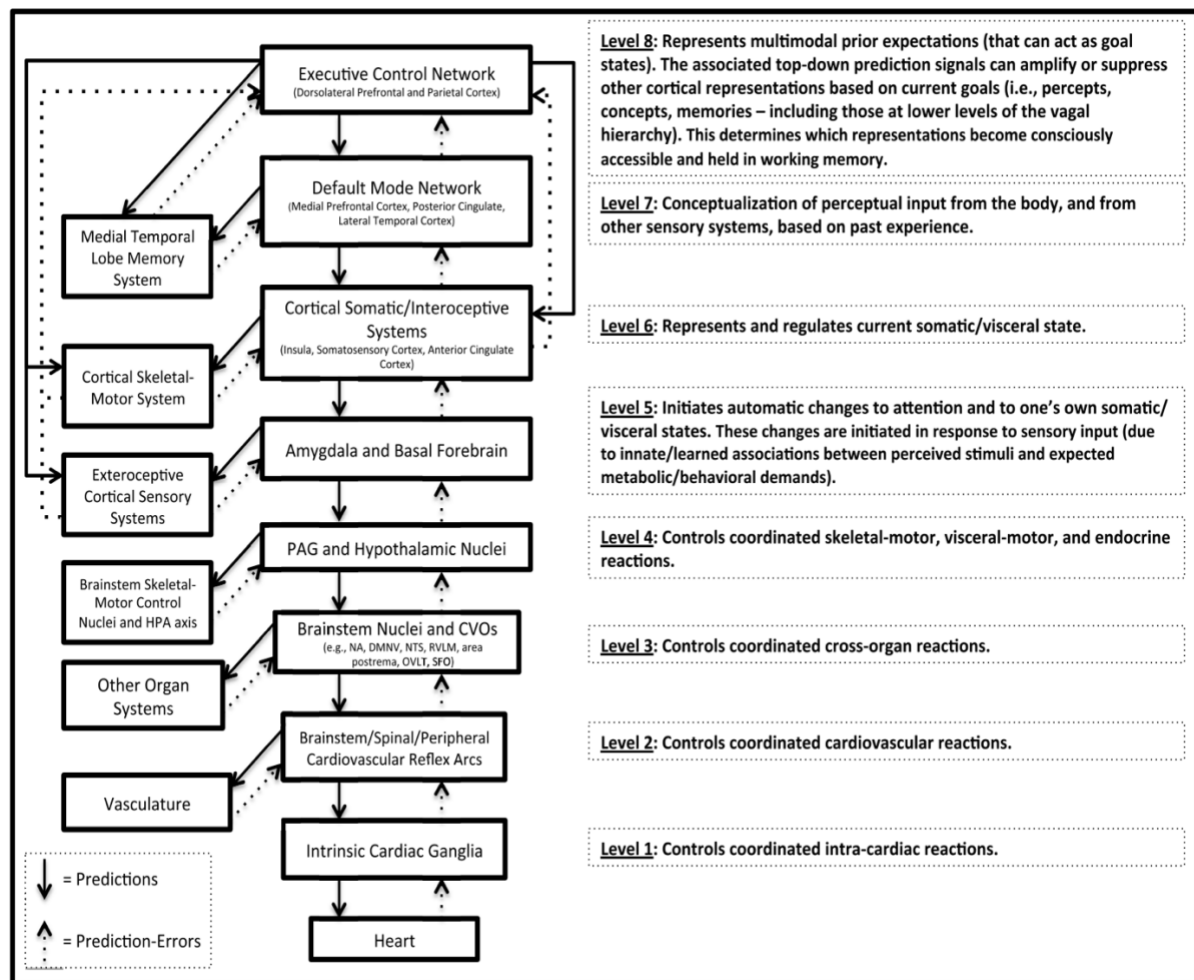 Executive Control Network
(Dorsolateral Prefrontal and Parietal Cortex)
Default Mode Network
(Medial Prefrontal Cortex, Posterior Cingulate,
Lateral Temporal Cortex)
Medial Temporal
Lobe Memory
System
Cortical Somatic/Interoceptive
Systems
(Insula, Somatosensory Cortex, Anterior Cingulate
Cortex)
Cortical Skeletal-
Motor System
Amygdala and Basal Forebrain
Exteroceptive
Cortical Sensory
Systems
PAG and Hypothalamic Nuclei
Brainstem Skeletal-
Motor Control
Nuclei and HPA axis
Brainstem Nuclei and CVOs
(e.g., NA, DMNV, NTS, RVLM, area
postrema, OVLT, SFO)
Other Organ
Systems
Brainstem/Spinal/Peripheral
Cardiovascular Reflex Arcs
Vasculature
Intrinsic Cardiac Ganglia
Heart
= Predictions
= Prediction-Errors
Level 8: Represents multimodal prior expectations (that can act as goal
states). The associated top-down prediction signals can amplify or suppress
other cortical representations based on current goals (i.e., percepts,
concepts, memories – including those at lower levels of the vagal
hierarchy). This determines which representations become consciously
accessible and held in working memory.
Level 7: Conceptualization of perceptual input from the body, and from
other sensory systems, based on past experience.
Level 6: Represents and regulates current somatic/visceral state.
Level 5: Initiates automatic changes to attention and to one's own somatic/
visceral states. These changes are initiated in response to sensory input (due
to innate/learned associations between perceived stimuli and expected
metabolic/behavioral demands).
Level 4: Controls coordinated skeletal-motor, visceral-motor, and endocrine
reactions.
Level 3: Controls coordinated cross-organ reactions.
Level 2: Controls coordinated cardiovascular reactions.
Level 1: Controls coordinated intra-cardiac reactions.